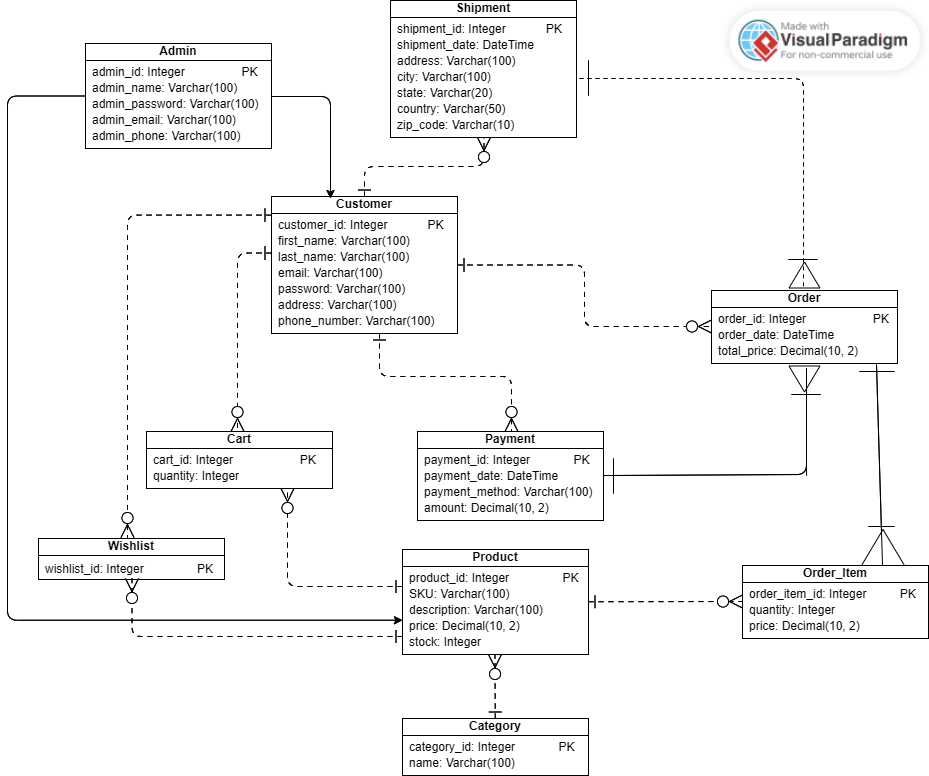 Shipment
shipment_id: Integer PK
shipment_date: DateTime
address: Varchar(100)
city: Varchar(100)
state: Varchar(20)
country: Varchar(50)
zip_code: Varchar(10)
Made with
Visual Paradigm
For non-commercial use
Admin
admin_id: Integer PK
admin_name: Varchar(100)
admin_password: Varchar(100)
admin_email: Varchar(100)
admin_phone: Varchar(100)
Customer
customer_id: Integer PK
first_name: Varchar(100)
last_name: Varchar(100)
email: Varchar(100)
password: Varchar(100)
address: Varchar(100)
phone_number: Varchar(100)
Order
order_id: Integer PK
order_date: DateTime
total_price: Decimal(10, 2)
Cart
cart_id: Integer PK
quantity: Integer
Payment
payment_id: Integer PK
payment_date: DateTime
payment_method: Varchar(100)
amount: Decimal(10, 2)
Wishlist
wishlist_id: Integer PK
Product
product_id: Integer PK
SKU: Varchar(100)
description: Varchar(100)
price: Decimal(10, 2)
stock: Integer
Order_Item
order_item_id: Integer PK
quantity: Integer
price: Decimal(10, 2)
Category
category_id: Integer PK
name: Varchar(100)